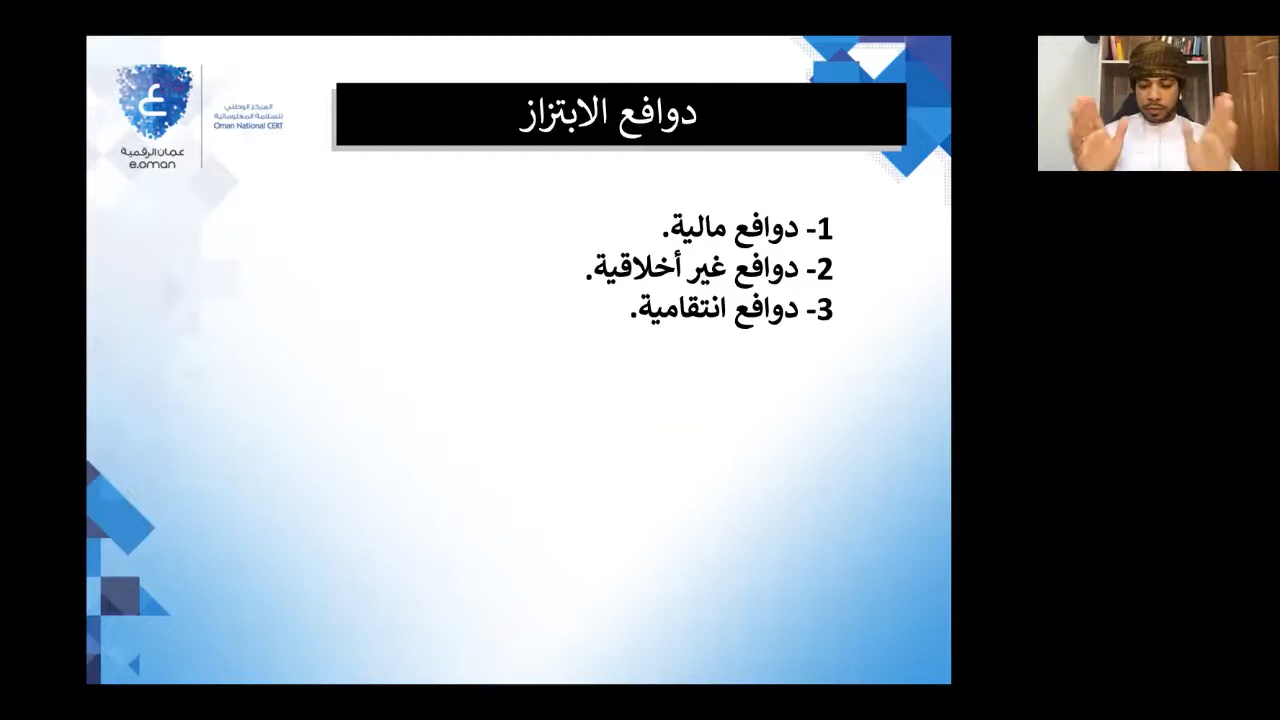 دوافع الابتزاز
المركز الوطني
للسلامة المعلوماتية
Oman National CERT
عمان الرقمية
e.oman
1- دوافع مالية.
2- دوافع غير أخلاقية.
3- دوافع انتقامية.